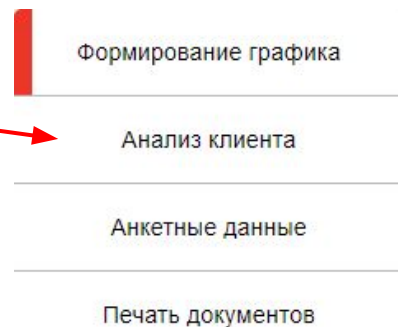 Формирование графика
Анализ клиента
Анкетные данные
Печать документов